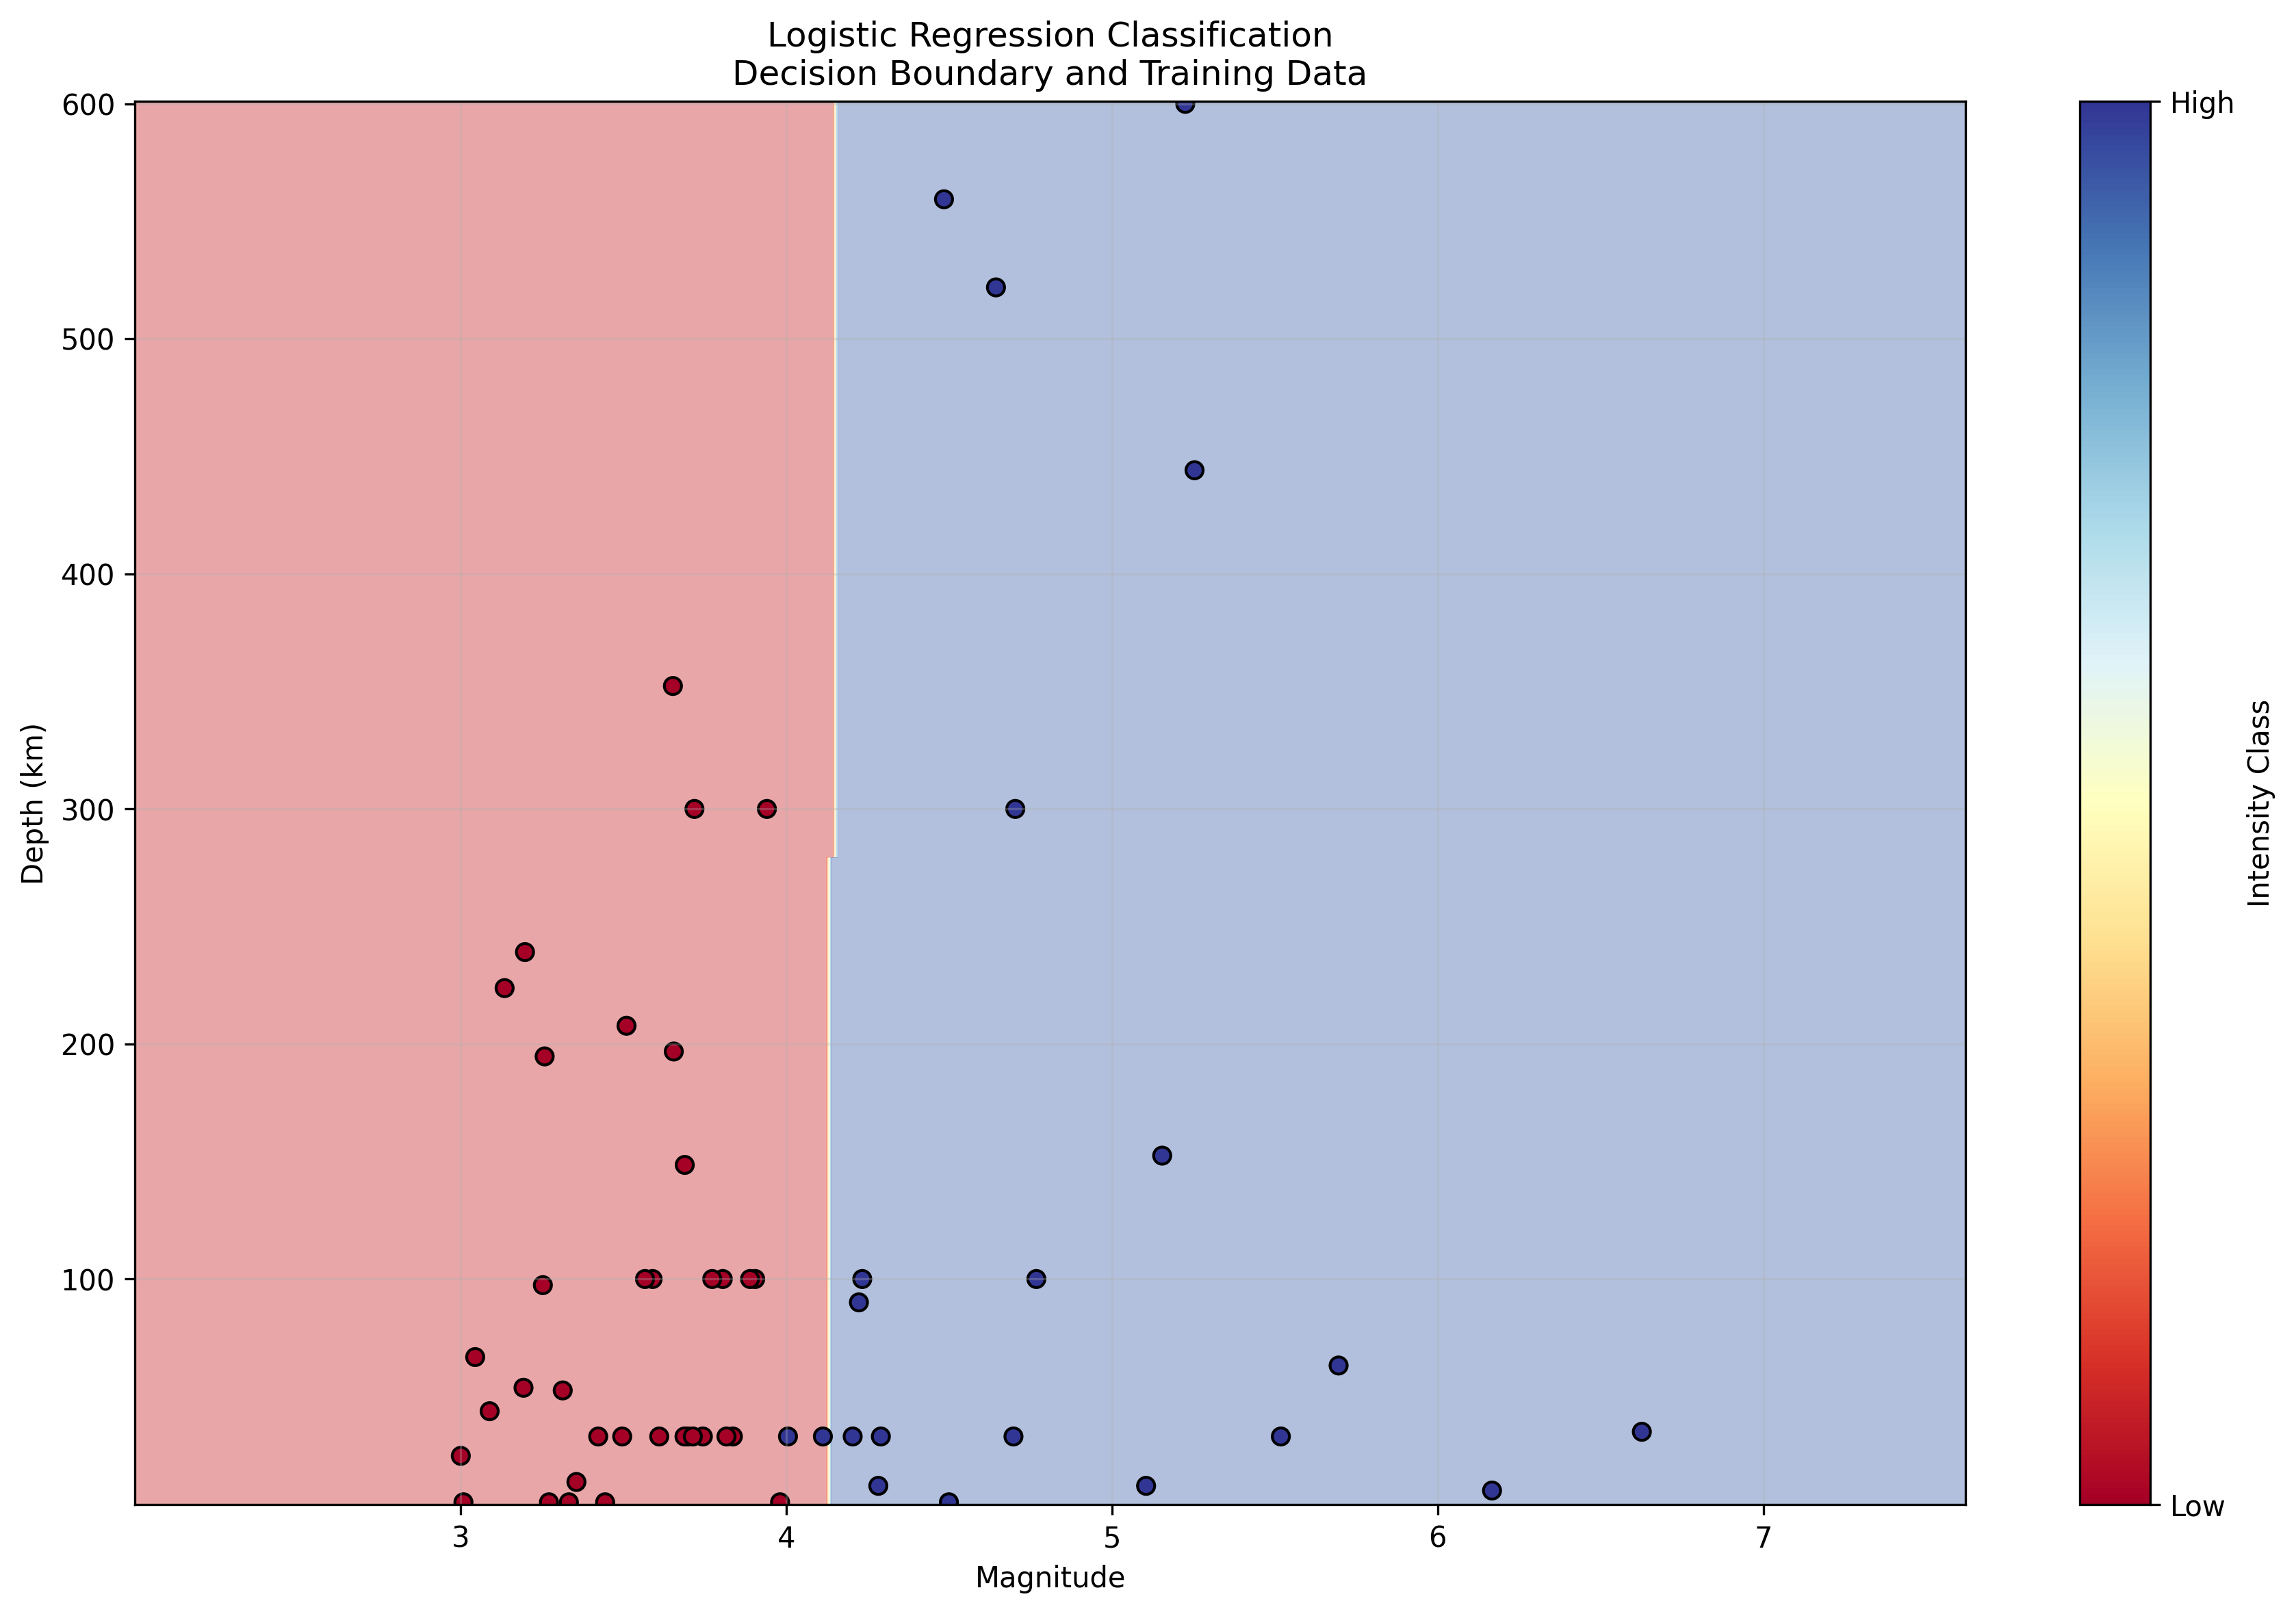 Logistic Regression Classification
Decision Boundary and Training Data
600
500
400
300
200
100
Depth (km)
3
4
5
6
7
Magnitude
High
Low
Intensity Class